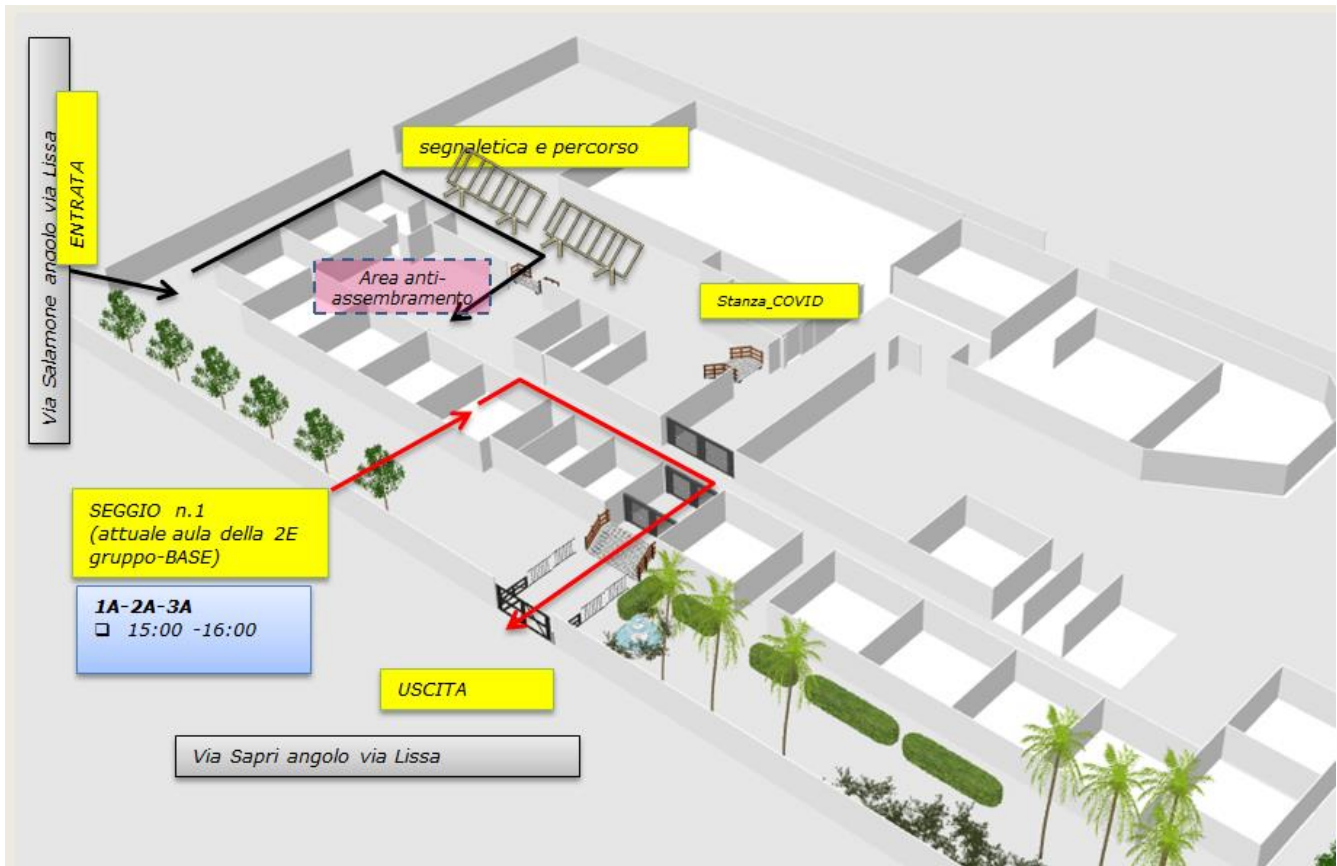 Via Salamone angolo via Lissa
ENTRATA
segnaletica e percorso
Area anti-
assembramento
Stanza_COVID
SEGGIO n.1
(attuale aula della 2E
gruppo-BASE)
1A-2A-3A
❑ 15:00 -16:00
USCITA
Via Sapri angolo via Lissa